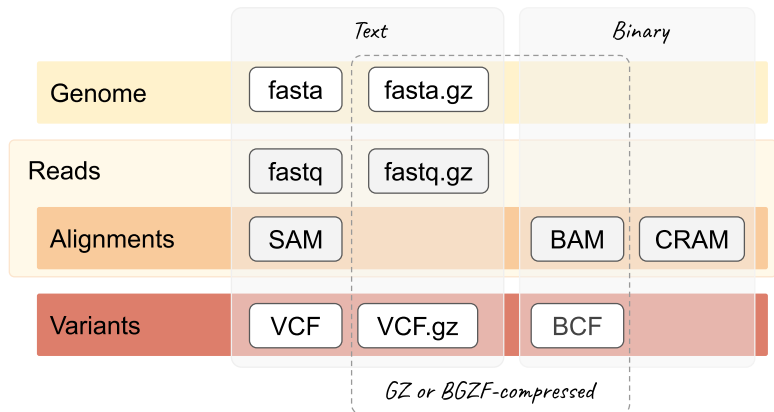 Text Binary
Genome fasta fasta.gz
Reads fastq fastq.gz
Alignments SAM BAM CRAM
Variants VCF VCF.gz BCF
GZ or BGZF-compressed